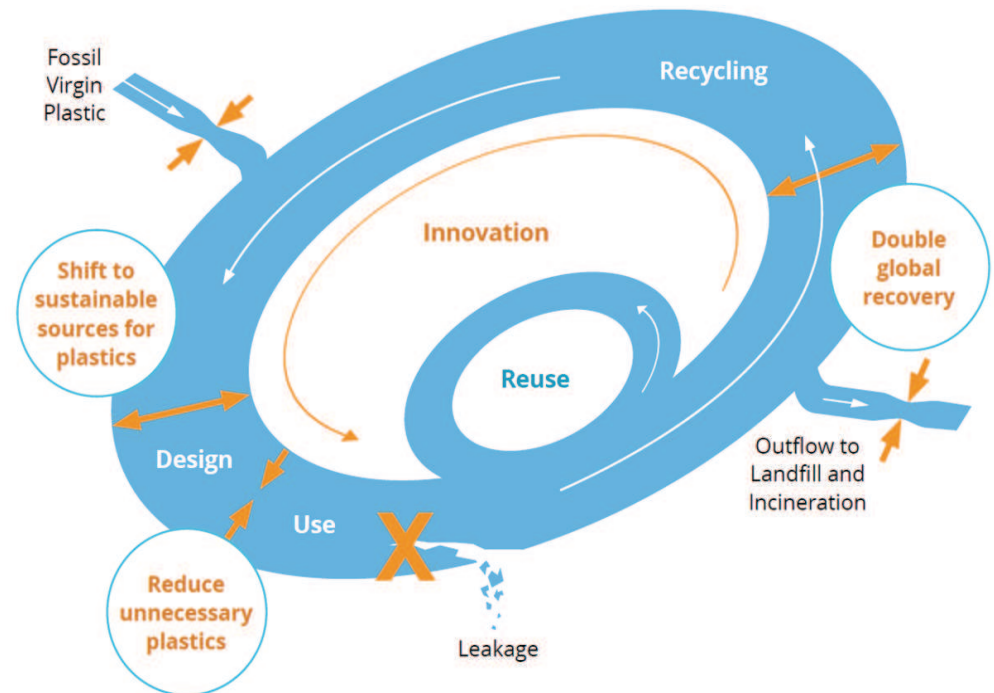 Fossil
Virgin
Plastic
Recycling
Innovation
Shift to
sustainable
sources for
plastics
Double
global
recovery
Reuse
Design
Outflow to
Landfill and
Incineration
Use
X
Reduce
unnecessary
plastics
Leakage